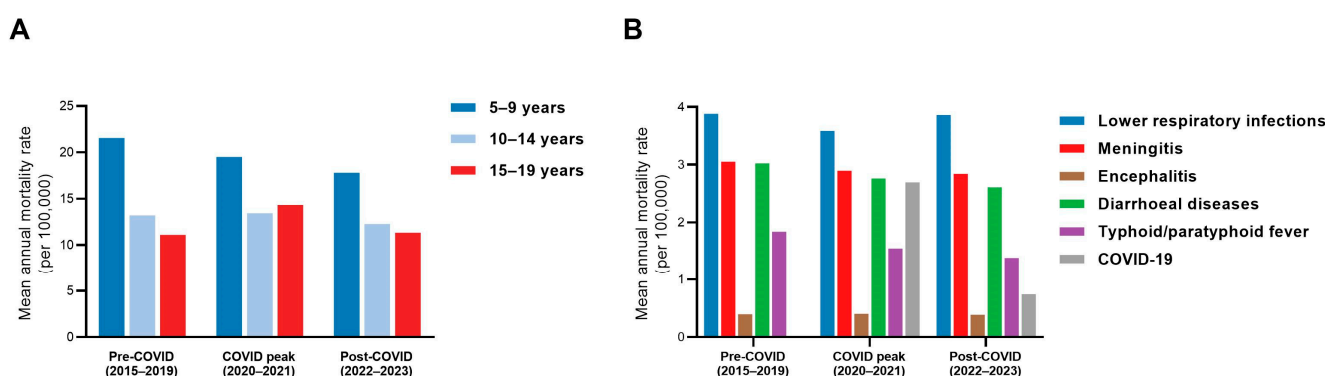 A
Mean annual mortality rate
(per 100,000)
25
20
15
10
5
0
Pre-COVID
(2015–2019)
COVID peak
(2020–2021)
Post-COVID
(2022–2023)
5–9 years
10–14 years
15–19 years
B
Mean annual mortality rate
(per 100,000)
4
3
2
1
0
Pre-COVID
(2015–2019)
COVID peak
(2020–2021)
Post-COVID
(2022–2023)
Lower respiratory infections
Meningitis
Encephalitis
Diarrhoeal diseases
Typhoid/paratyphoid fever
COVID-19